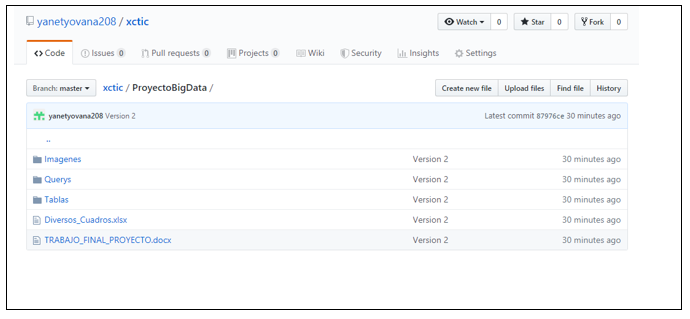 yanetyovana208 / xctic
Watch 0 Star 0 Fork 0
Code Issues 0 Pull requests 0 Projects 0 Wiki Security Insights Settings
Branch: master xctic / ProyectoBigData / Create new file Upload files Find file History
yanetyovana208 Version 2 Latest commit 87976ce 30 minutes ago
..
Imagenes Version 2 30 minutes ago
Querys Version 2 30 minutes ago
Tablas Version 2 30 minutes ago
Diversos_Cuadros.xlsx Version 2 30 minutes ago
TRABAJO_FINAL_PROYECTO.docx Version 2 30 minutes ago